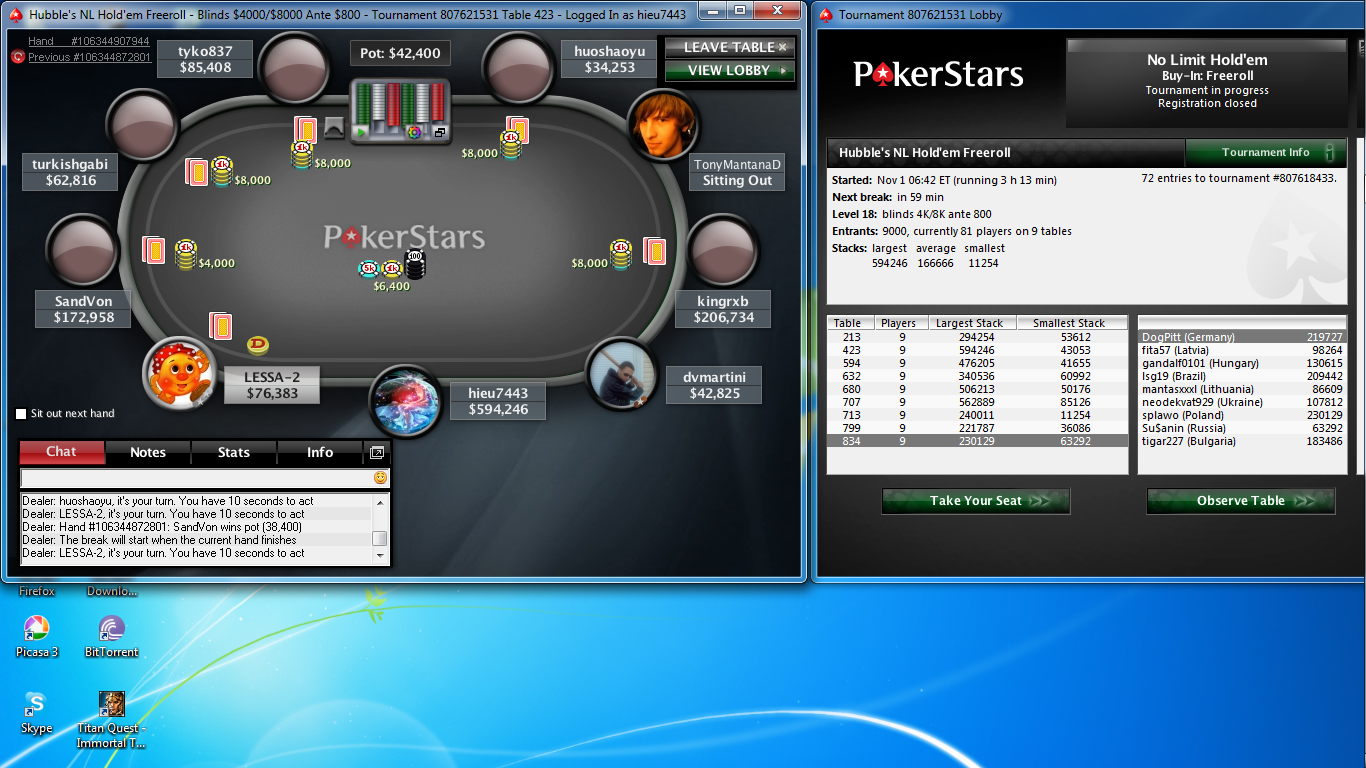 Hubble's NL Hold'em Freeroll - Blinds $4000/$8000 Ante $800 - Tournament 807621531 Table 423 - Logged In as hieu7443
Hand #106344907944
Previous #106344872801
tyko837
$85,408
Pot: $42,400
huoshaoyu
$34,253
LEAVE TABLE ×
VIEW LOBBY
turkishgabi
$62,816
$8,000
$8,000
$8,000
TonyMantanaD
Sitting Out
PokerStars
$4,000
$6,400
$8,000
SandVon
$172,958
kingrxb
$206,734
D
LESSA-2
$76,383
hieu7443
$594,246
dvmartini
$42,825
Sit out next hand
Chat
Notes
Stats
Info
Dealer: huoshaoyu, it's your turn. You have 10 seconds to act
Dealer: LESSA-2, it's your turn. You have 10 seconds to act
Dealer: Hand #106344872801: SandVon wins pot (38,400)
Dealer: The break will start when the current hand finishes
Dealer: LESSA-2, it's your turn. You have 10 seconds to act
Tournament 807621531 Lobby
PokerStars
No Limit Hold'em
Buy-In: Freeroll
Tournament in progress
Registration closed
Hubble's NL Hold'em Freeroll
Tournament Info
Started: Nov 1 06:42 ET (running 3 h 13 min)
72 entries to tournament #807618433.
Next break: in 59 min
Level 18: blinds 4K/8K ante 800
Entrants: 9000, currently 81 players on 9 tables
Stacks: largest average smallest
594246 166666 11254
Table Players Largest Stack Smallest Stack
213 9 294254 53612
423 9 594246 43053
594 9 476205 41655
632 9 340536 60992
680 9 506213 50176
707 9 562889 85126
713 9 240011 11254
799 9 221787 36086
834 9 230129 63292
DogPitt (Germany) 219727
fita57 (Latvia) 98264
gandalf0101 (Hungary) 130615
lsg19 (Brazil) 209442
mantasxxl (Lithuania) 86609
neodekvat929 (Ukraine) 107812
splawo (Poland) 230129
Su$anin (Russia) 63292
tigar227 (Bulgaria) 183486
Take Your Seat >>>
Observe Table >>>
Firefox
Downlo...
Picasa 3
BitTorrent
Skype
Titan Quest -
Immortal T...